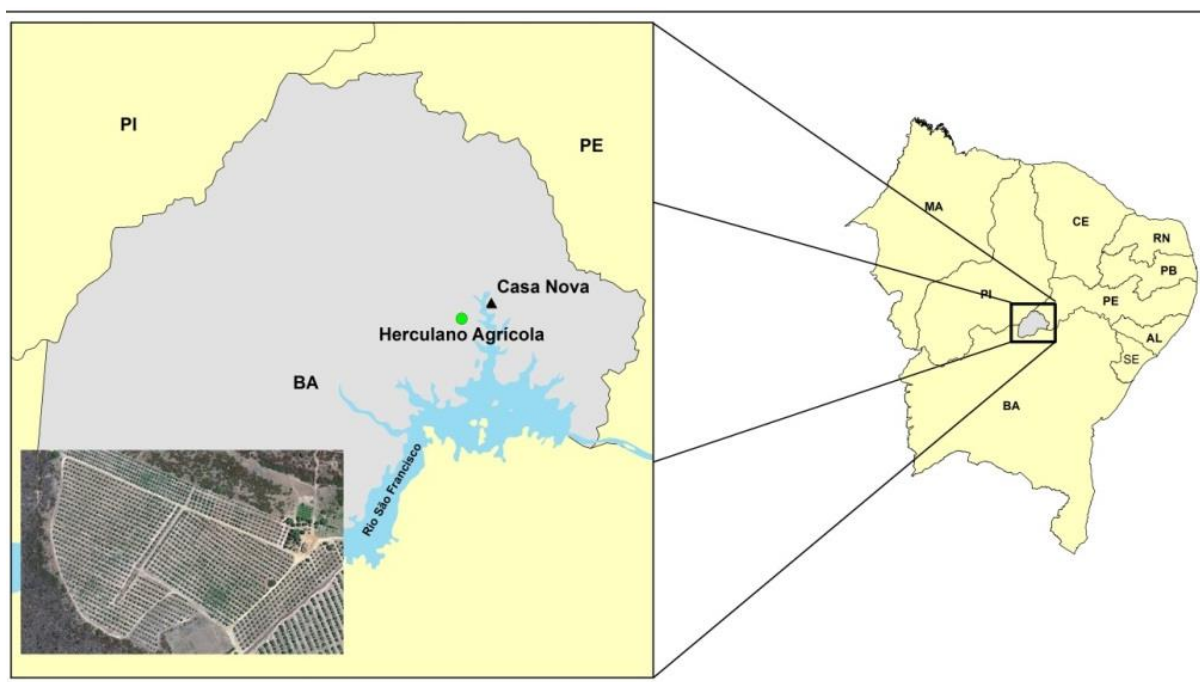 PI
PE
Casa Nova
Herculano Agrícola
BA
Rio São Francisco
MA
CE
RN
PB
PI
PE
AL
SE
BA